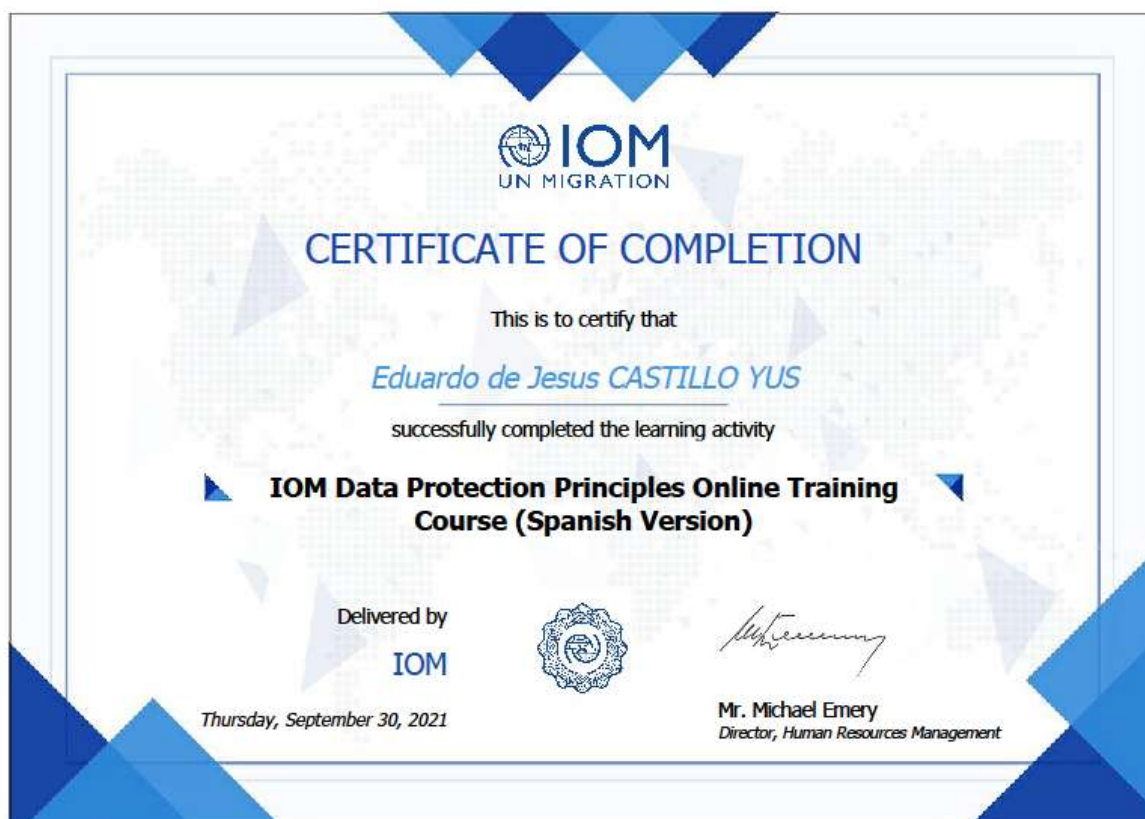 IOM
UN MIGRATION
CERTIFICATE OF COMPLETION
This is to certify that
Eduardo de Jesus CASTILLO YUS
successfully completed the learning activity
IOM Data Protection Principles Online Training
Course (Spanish Version)
Delivered by
IOM
Thursday, September 30, 2021
Mr. Michael Emery
Director, Human Resources Management